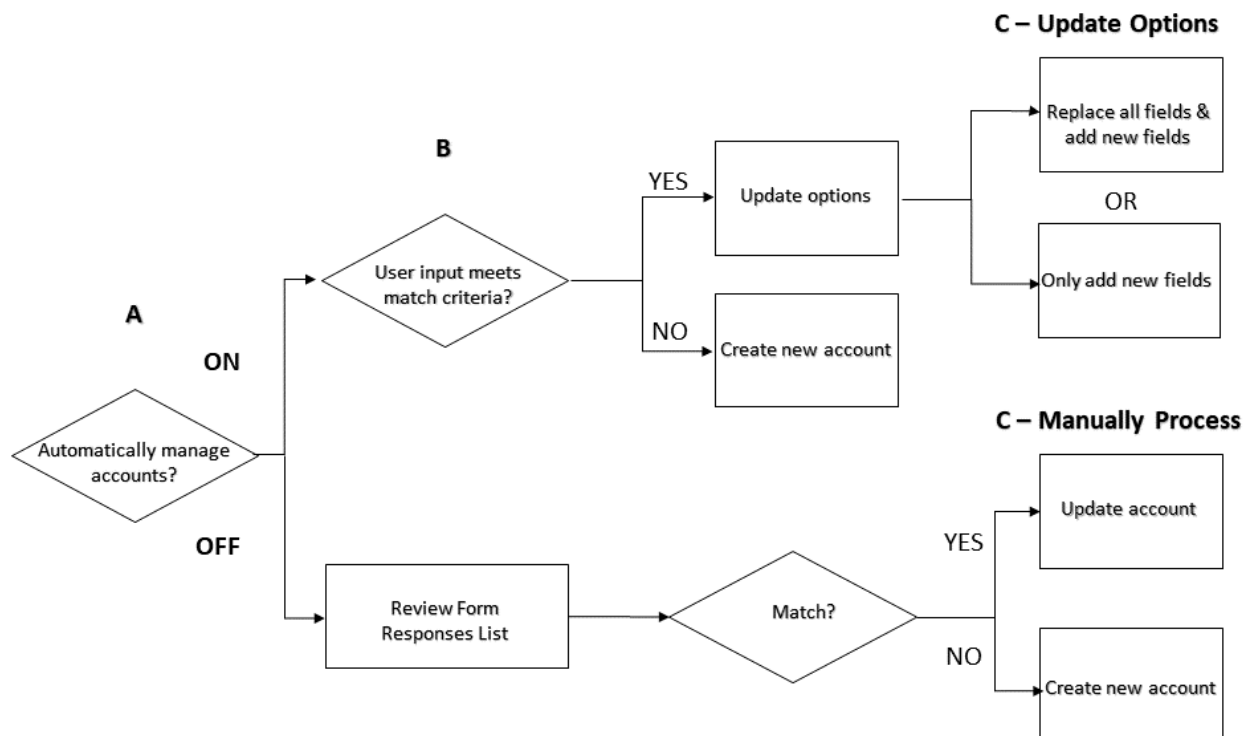 C – Update Options
Replace all fields &
add new fields
B
YES
Update options
OR
User input meets
match criteria?
Only add new fields
A
NO
Create new account
ON
C – Manually Process
Automatically manage
accounts?
Update account
OFF
YES
Review Form
Responses List
Match?
NO
Create new account